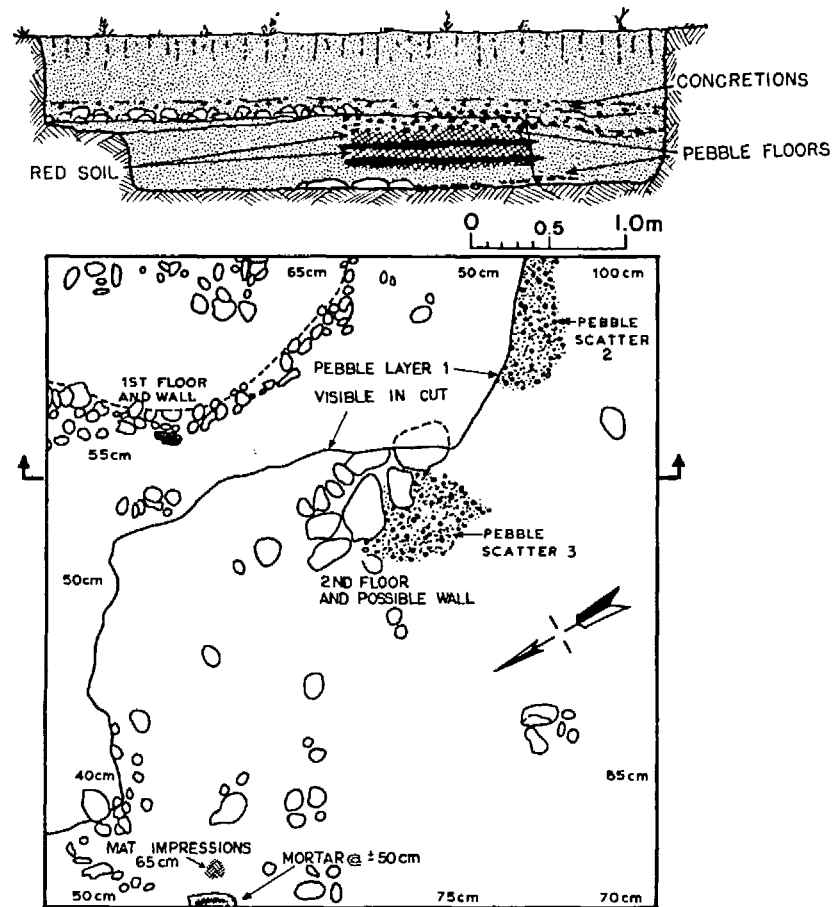 CONCRETIONS
RED SOIL
PEBBLE FLOORS
0 0.5 1.0m
65cm
50cm
100cm
PEBBLE
SCATTER
2
1ST FLOOR
AND WALL
PEBBLE LAYER 1
VISIBLE IN CUT
55cm
PEBBLE
SCATTER 3
50cm
2ND FLOOR
AND POSSIBLE WALL
40cm
85cm
MAT IMPRESSIONS
65cm
MORTAR @ ±50cm
50cm
75cm
70cm